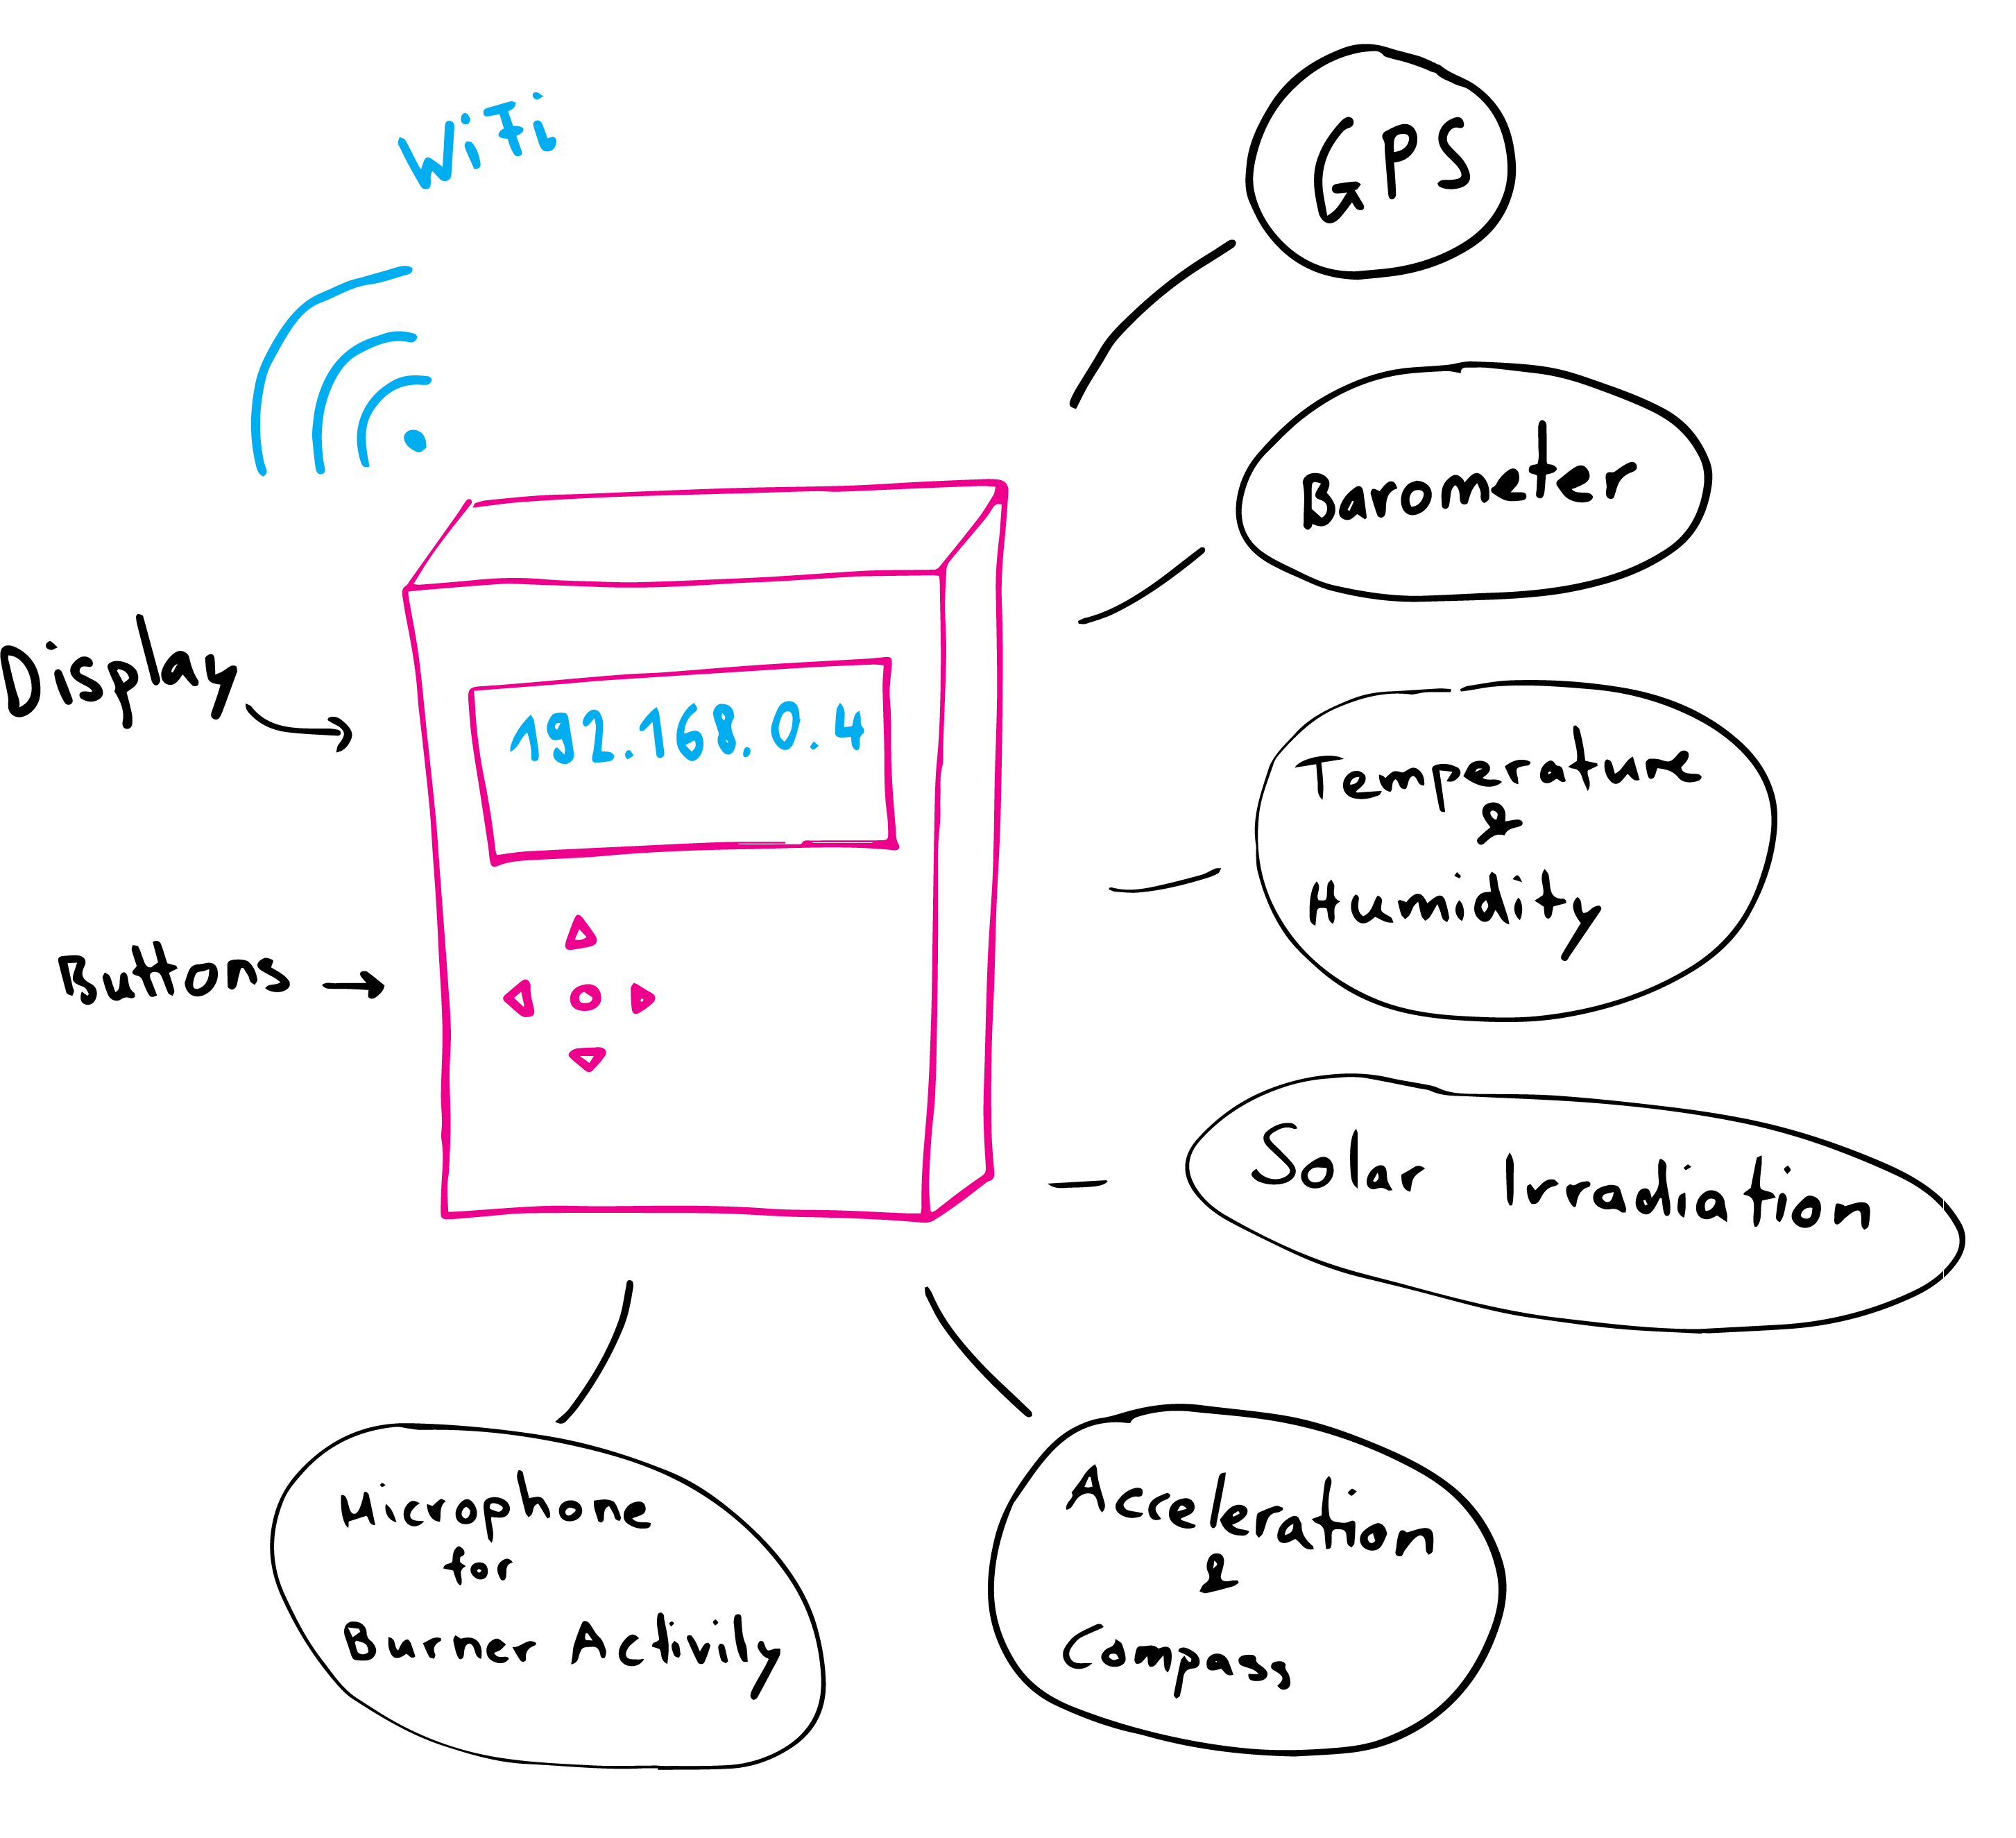 WiFi
GPS
Barometer
Display
192.168.0.4
Temperature
&
Humidity
Buttons
Solar Irradiation
Microphone
for
Burner Activity
Acceleration
&
Compass